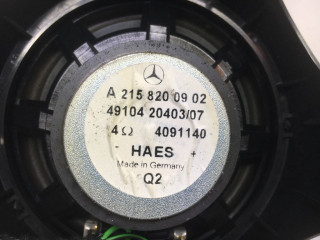 A 215 820 09 02
49104 20403/07
4Ω 4091140
- HAES +
Made in Germany
Q2